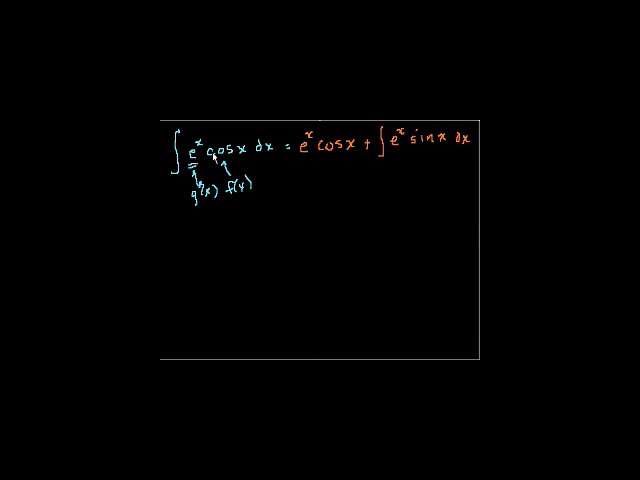 ∫ e^x cos x dx = e^x cos x + ∫ e^x sin x dx
g'(x) f(x)